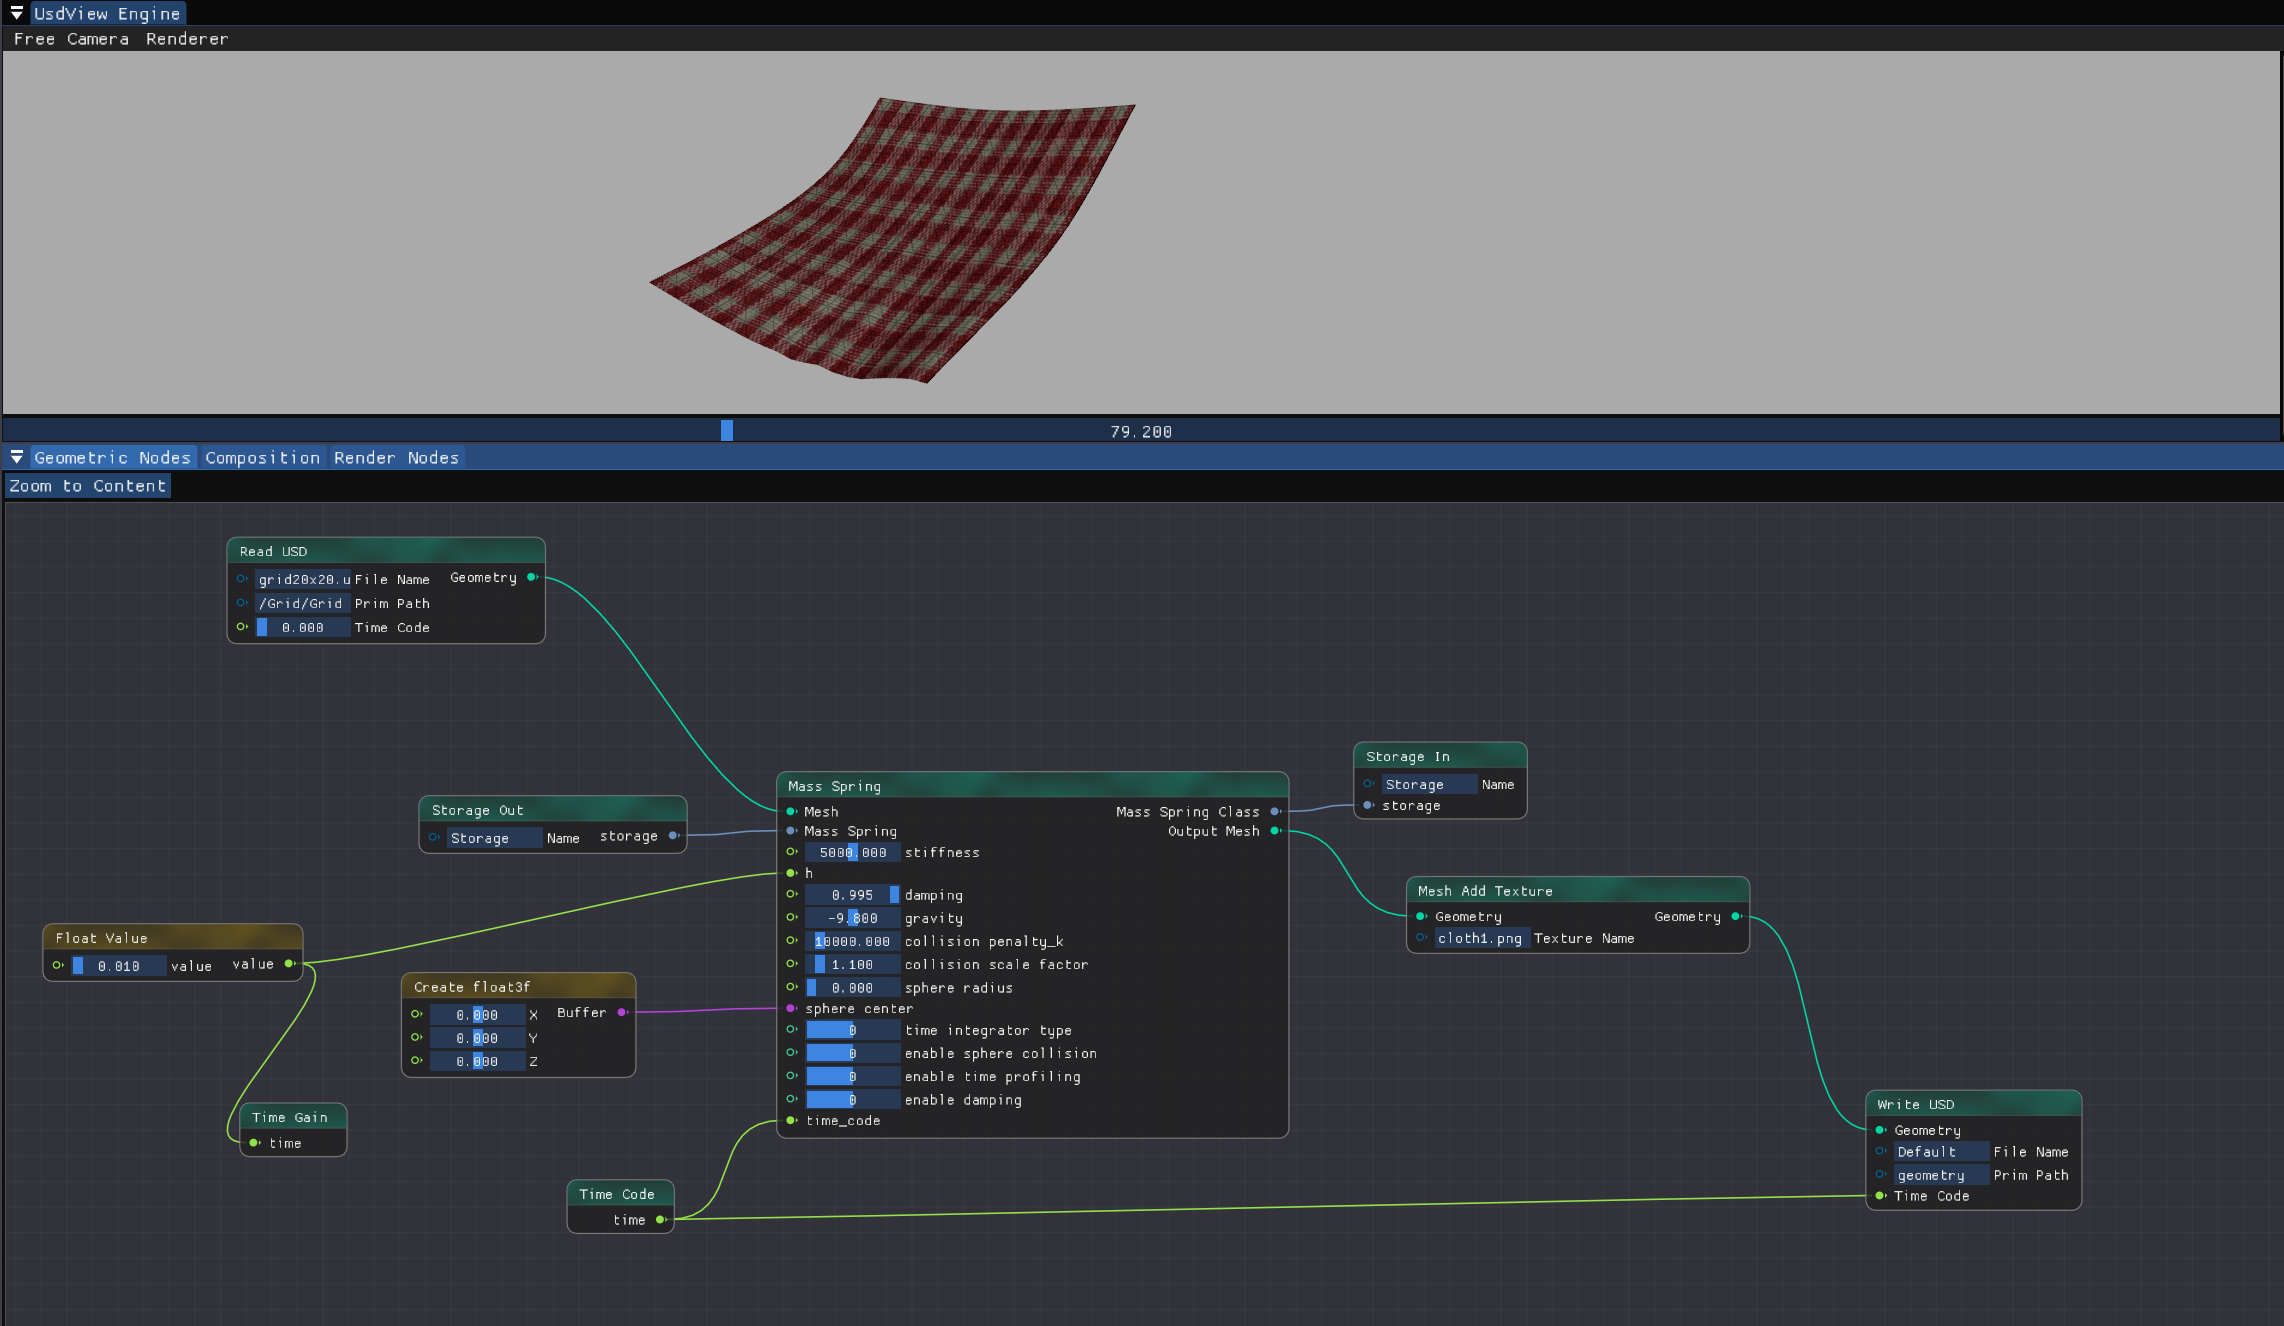 UsdView Engine
Free Camera Renderer
79.200
Geometric Nodes Composition Render Nodes
Zoom to Content
Read USD
grid20x20.u File Name Geometry
/Grid/Grid Prim Path
0.000 Time Code
Storage Out
Storage Name storage
Float Value
0.010 value value
Create float3f
0.000 X Buffer
0.000 Y
0.000 Z
Time Gain
time
Time Code
time
Mass Spring
Mesh Mass Spring Class
Mass Spring Output Mesh
5000.000 stiffness
h
0.995 damping
-9.800 gravity
10000.000 collision penalty_k
1.100 collision scale factor
0.000 sphere radius
sphere center
0 time integrator type
0 enable sphere collision
0 enable time profiling
0 enable damping
time_code
Storage In
Storage Name
storage
Mesh Add Texture
Geometry Geometry
cloth1.png Texture Name
Write USD
Geometry
Default File Name
geometry Prim Path
Time Code